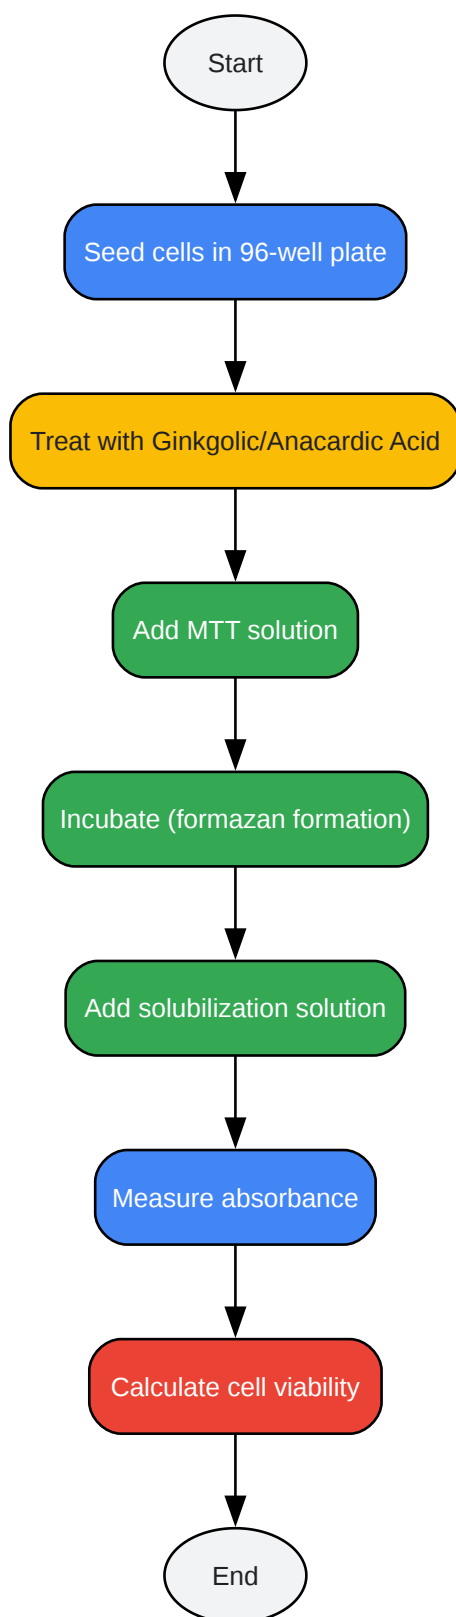 Start
Seed cells in 96-well plate
Treat with Ginkgolic/Anacardic Acid
Add MTT solution
Incubate (formazan formation)
Add solubilization solution
Measure absorbance
Calculate cell viability
End